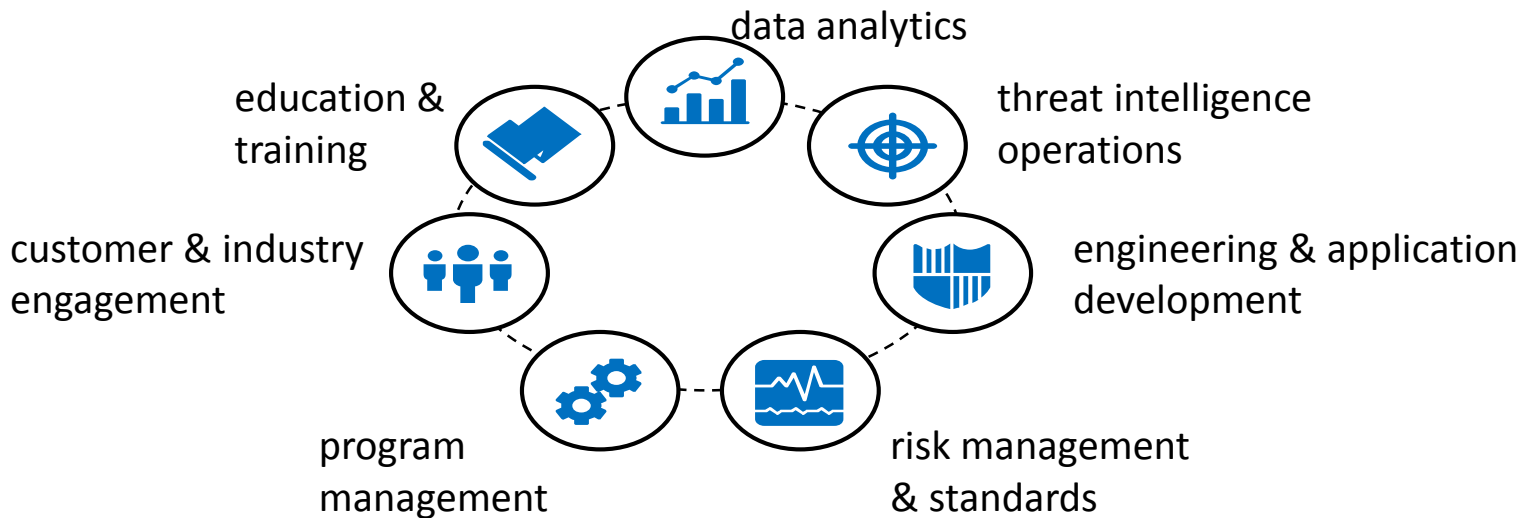 data analytics
education &
training
threat intelligence
operations
customer & industry
engagement
engineering & application
development
program
management
risk management
& standards